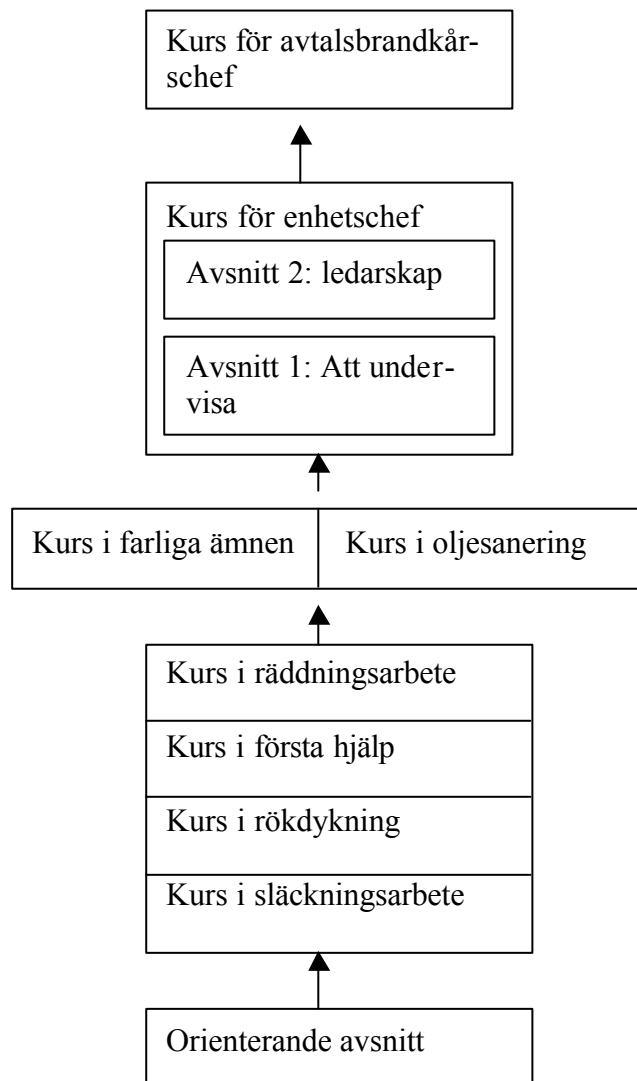 Kurs för avtalsbrandkår-
schef
Kurs för enhetschef
Avsnitt 2: ledarskap
Avsnitt 1: Att under-
visa
Kurs i farliga ämnen
Kurs i oljesanering
Kurs i räddningsarbete
Kurs i första hjälp
Kurs i rökdykning
Kurs i släckningsarbete
Orienterande avsnitt